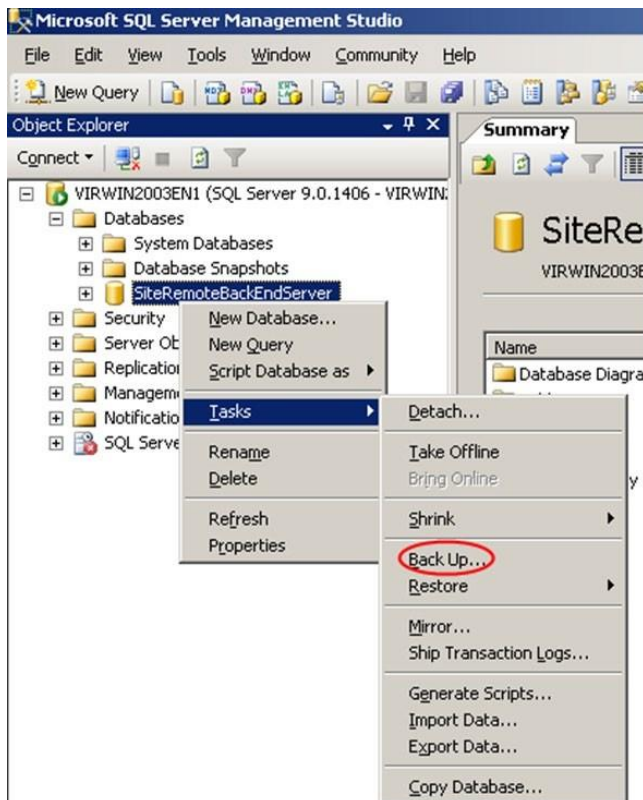 Microsoft SQL Server Management Studio
File Edit View Tools Window Community Help
New Query
Object Explorer
Summary
Connect
VIRWIN2003EN1 (SQL Server 9.0.1406 - VIRWIN
Databases
System Databases
Database Snapshots
SiteRemoteBackEndServer
Security
Server Ob
Replication
Manageme
Notificatio
SQL Serve
SiteRe
VIRWIN2003E
Name
Database Diagra
New Database...
New Query
Script Database as
Tasks
Rename
Delete
Refresh
Properties
Detach...
Take Offline
Bring Online
Shrink
Back Up...
Restore
Mirror...
Ship Transaction Logs...
Generate Scripts...
Import Data...
Export Data...
Copy Database...
y